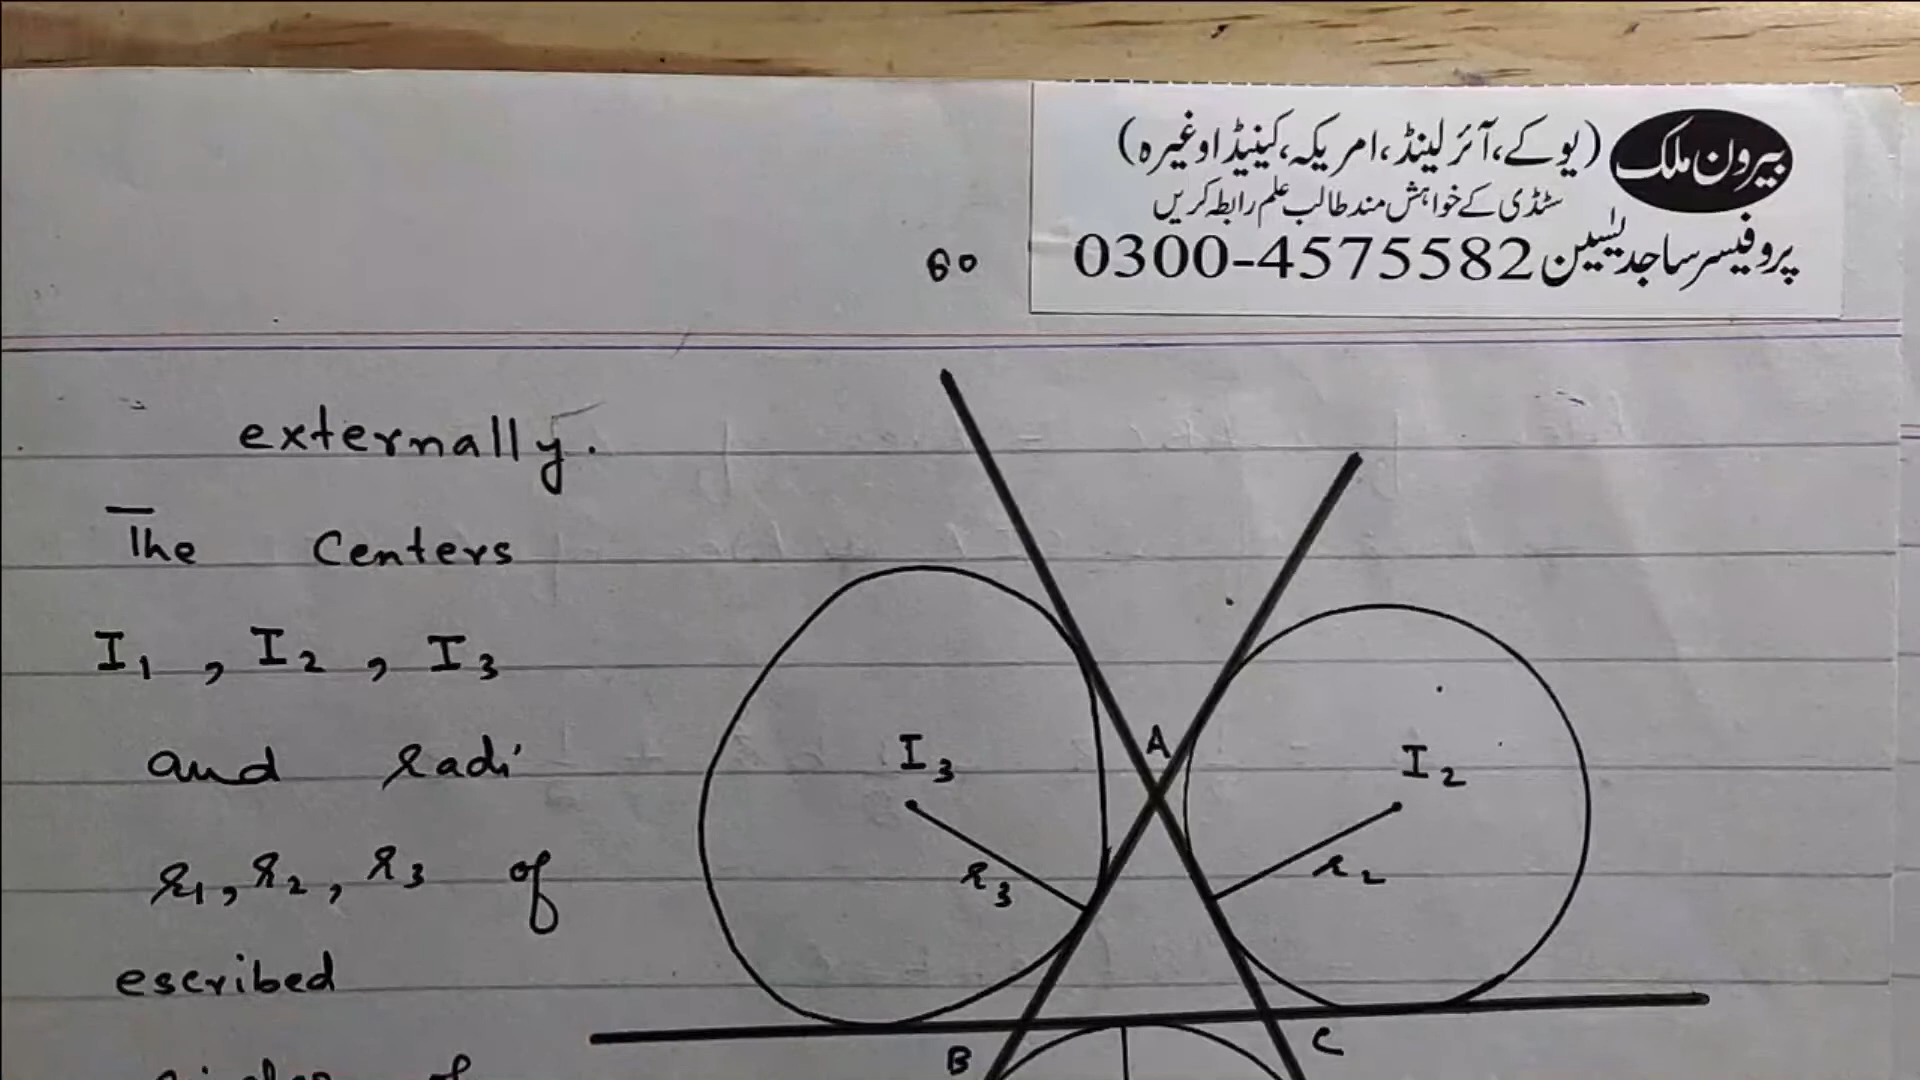 بیرون ملک (یو کے، آئرلینڈ، امریکہ، کینیڈا وغیرہ)
سٹڈی کے خواہش مند طالب علم رابطہ کریں
پروفیسر ساجد یٰسین 0300-4575582
60
externally.
The Centers
I1, I2, I3
and radi
r1, r2, r3 of
escribed
of
A
I3
I2
r3
r2
B
C